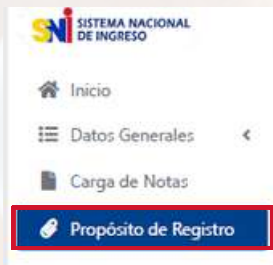 SNI SISTEMA NACIONAL
DE INGRESO
Inicio
Datos Generales
Carga de Notas
Propósito de Registro